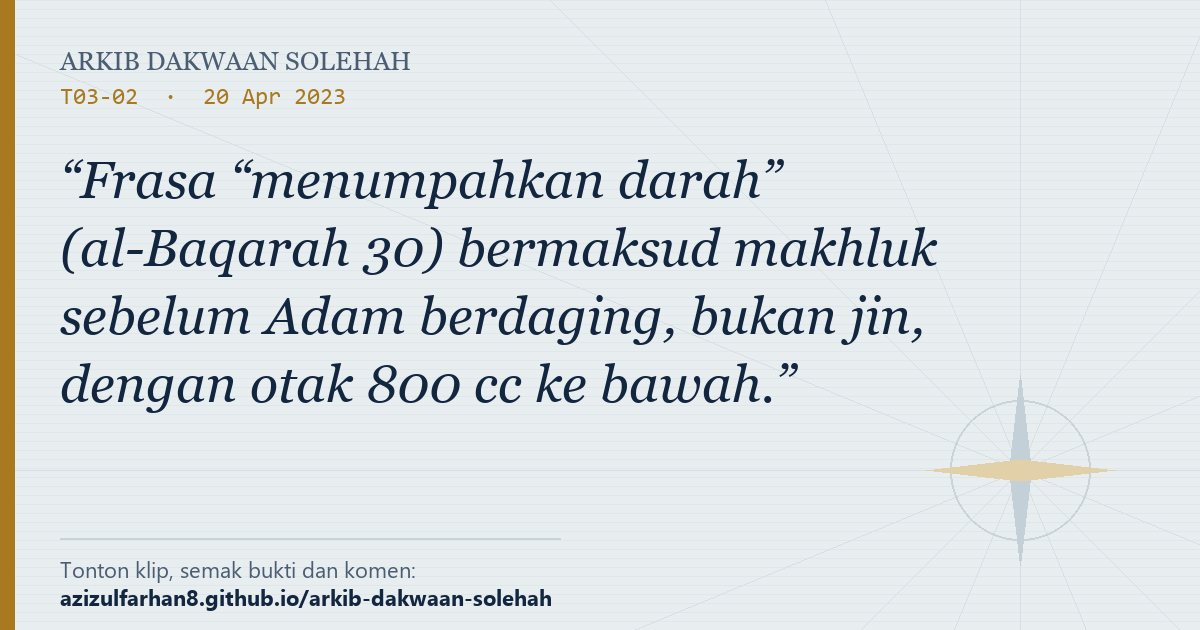 ARKIB DAKWAAN SOLEHAH
T03-02 · 20 Apr 2023
“Frasa “menumpahkan darah”
(al-Baqarah 30) bermaksud makhluk
sebelum Adam berdaging, bukan jin,
dengan otak 800 cc ke bawah.”
Tonton klip, semak bukti dan komen:
azizulfarhan8.github.io/arkib-dakwaan-solehah